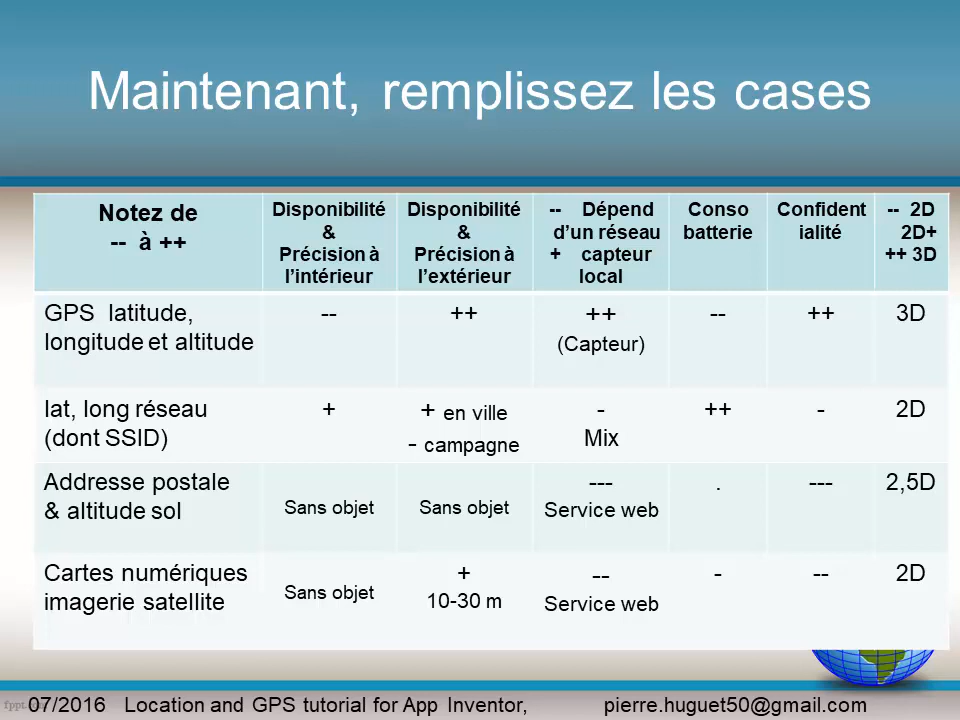 Maintenant, remplissez les cases
Notez de
-- à ++
Disponibilité
&
Précision à
l’intérieur
Disponibilité
&
Précision à
l’extérieur
-- Dépend
d’un réseau
+ capteur
local
Conso
batterie
Confident
ialité
-- 2D
2D+
++ 3D
GPS latitude,
longitude et altitude
--
++
++
(Capteur)
--
++
3D
lat, long réseau
(dont SSID)
+
+ en ville
- campagne
-
Mix
++
-
2D
Addresse postale
& altitude sol
Sans objet
Sans objet
---
Service web
.
---
2,5D
Cartes numériques
imagerie satellite
Sans objet
+
10-30 m
--
Service web
-
--
2D
07/2016 Location and GPS tutorial for App Inventor, pierre.huguet50@gmail.com